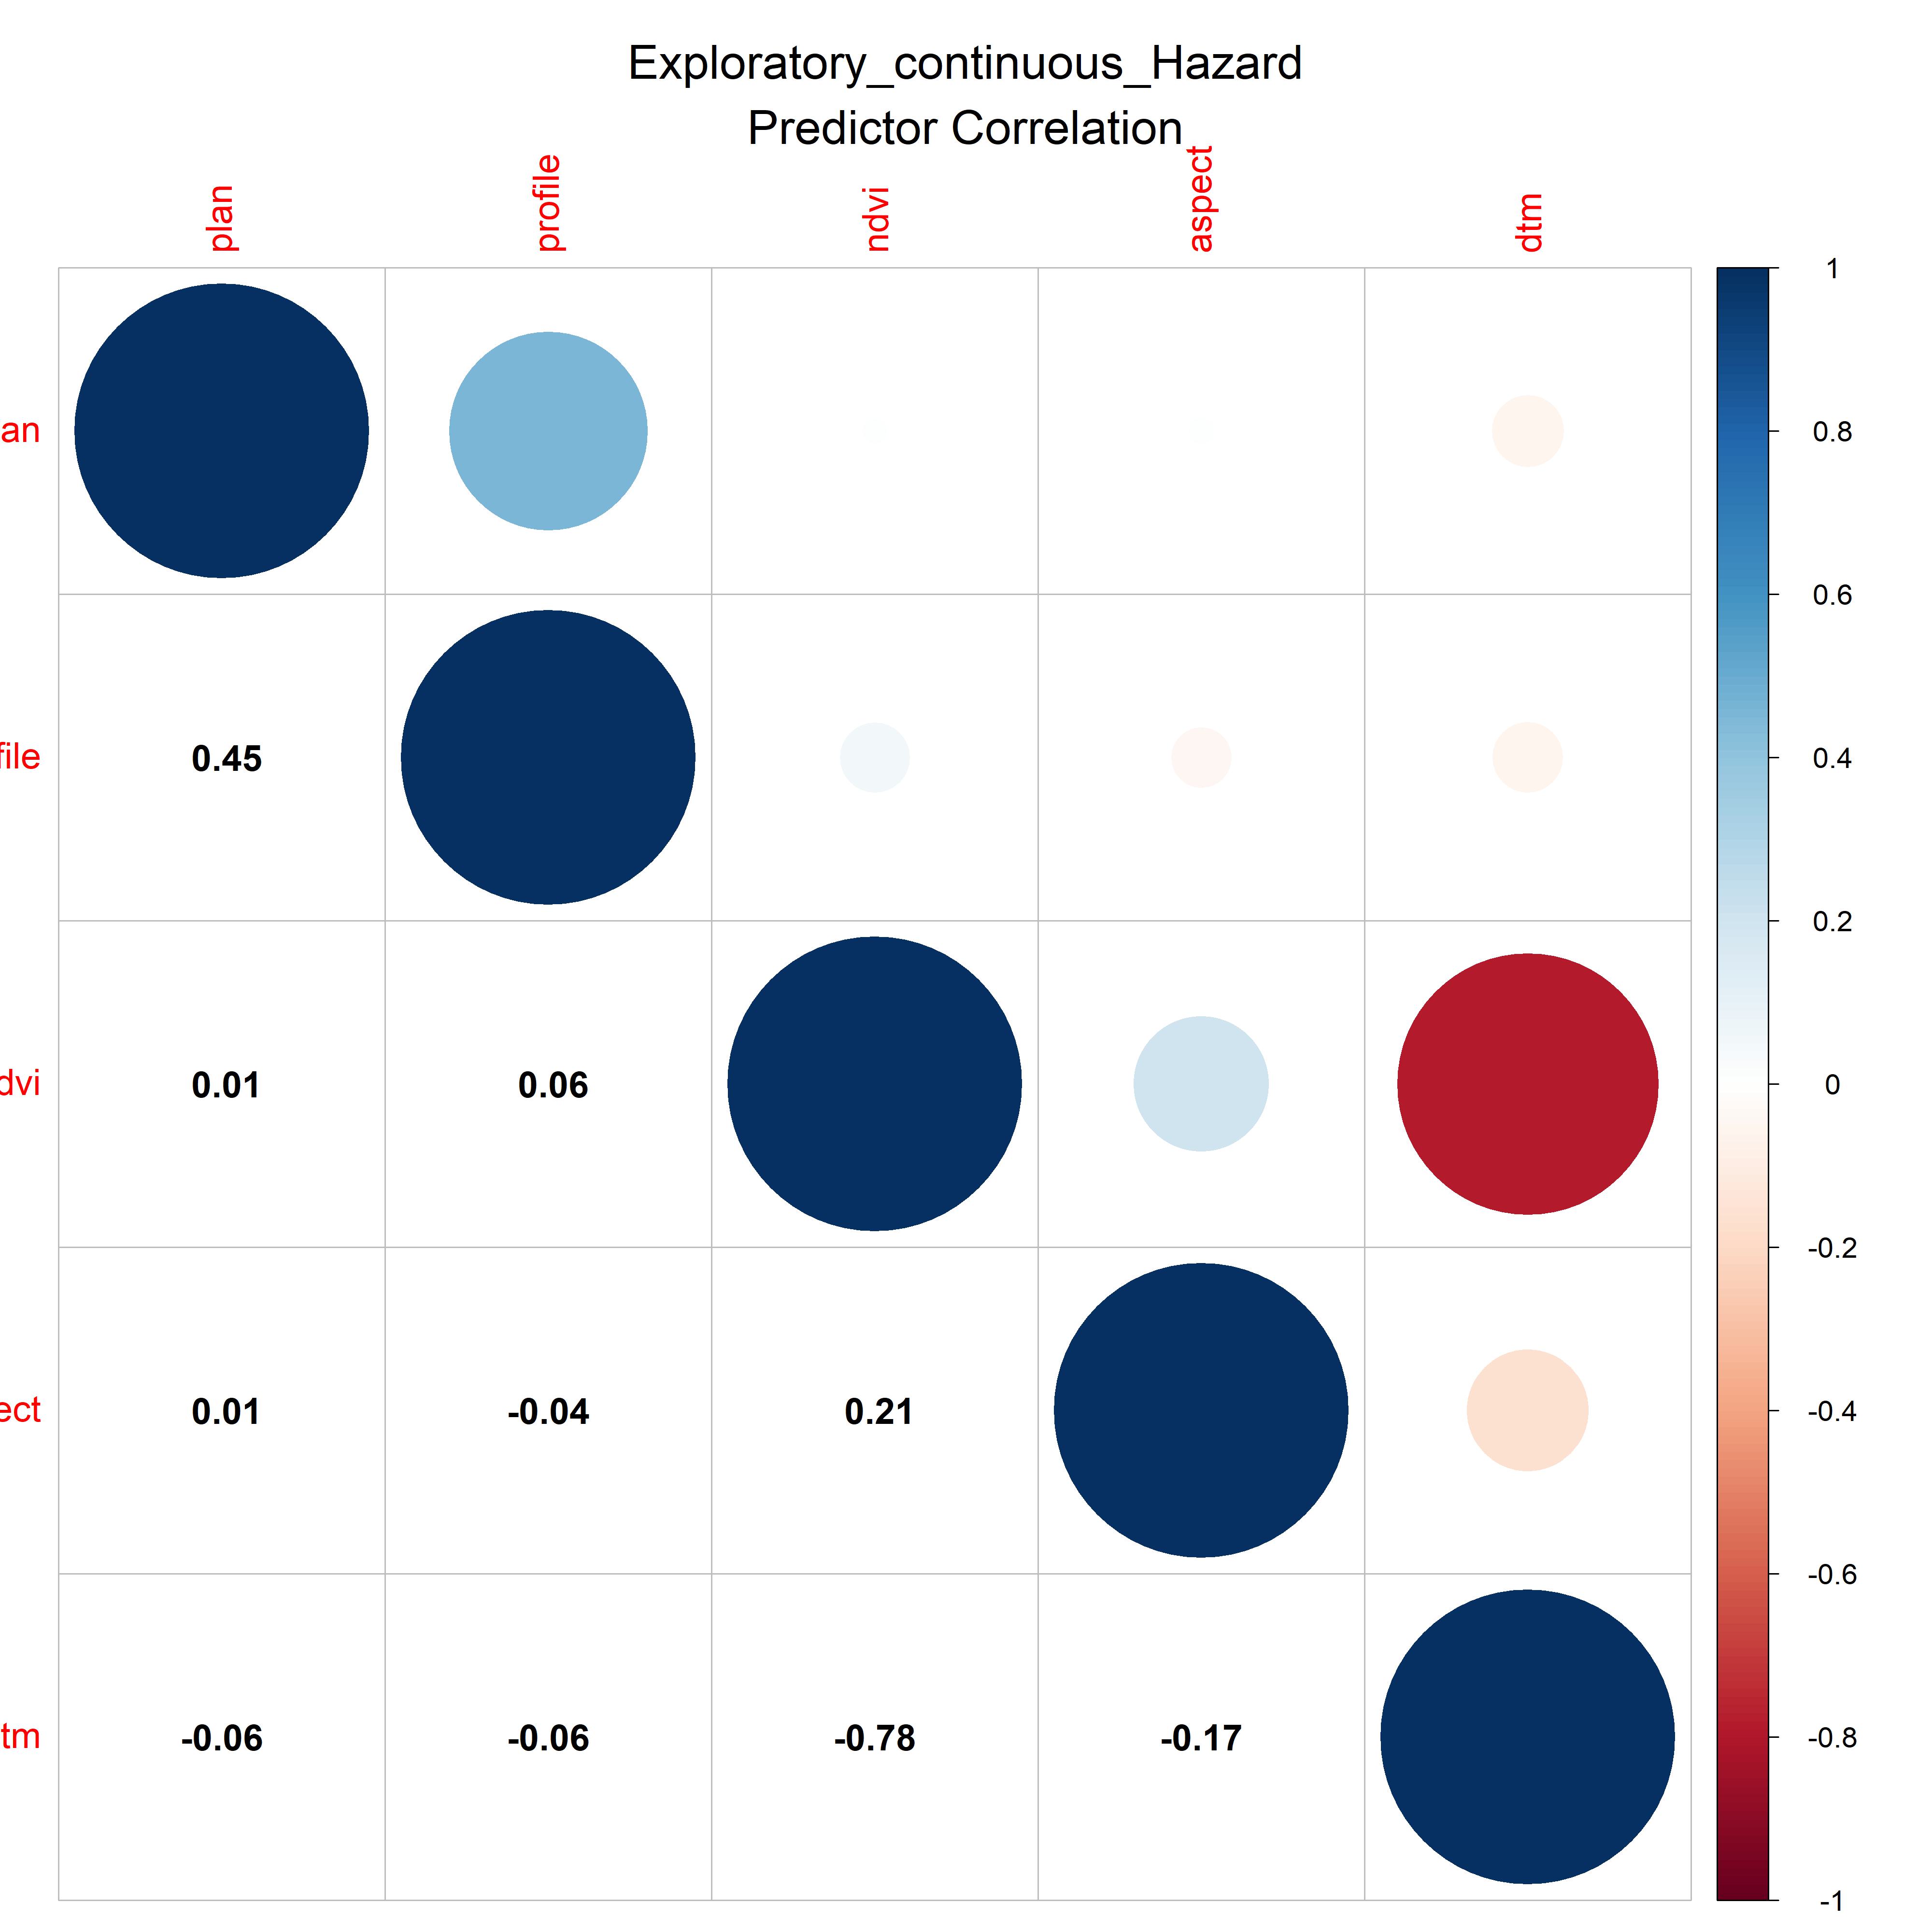 Exploratory_continuous_Hazard
Predictor Correlation
plan profile ndvi aspect dtm
an
file 0.45
dvi 0.01 0.06
ect 0.01 -0.04 0.21
tm -0.06 -0.06 -0.78 -0.17
1
0.8
0.6
0.4
0.2
0
-0.2
-0.4
-0.6
-0.8
-1